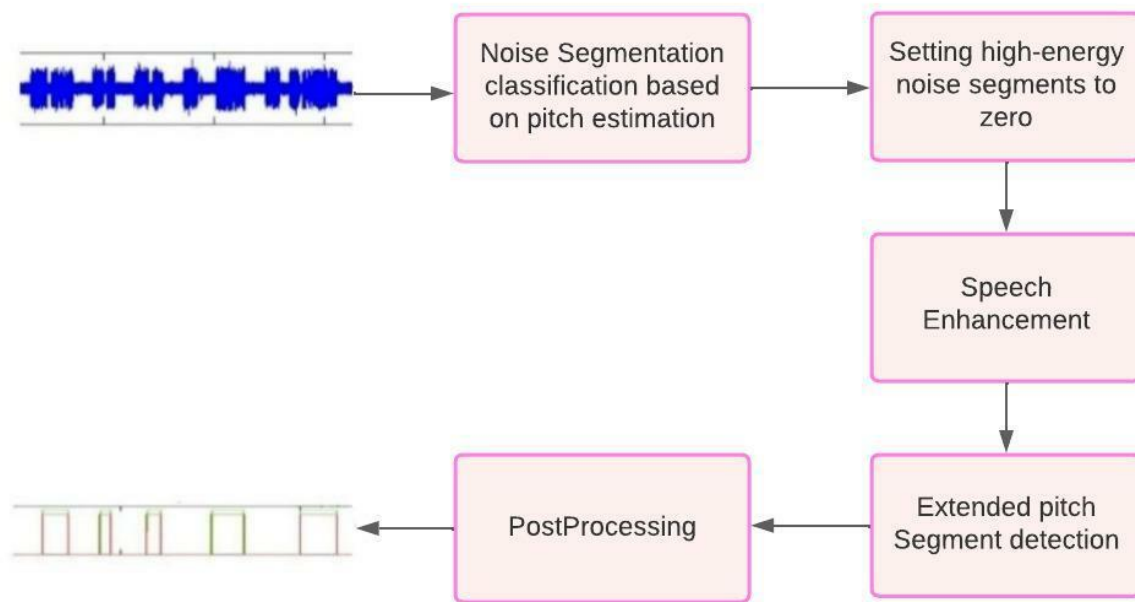 Noise Segmentation
classification based
on pitch estimation
Setting high-energy
noise segments to
zero
Speech
Enhancement
Extended pitch
Segment detection
PostProcessing